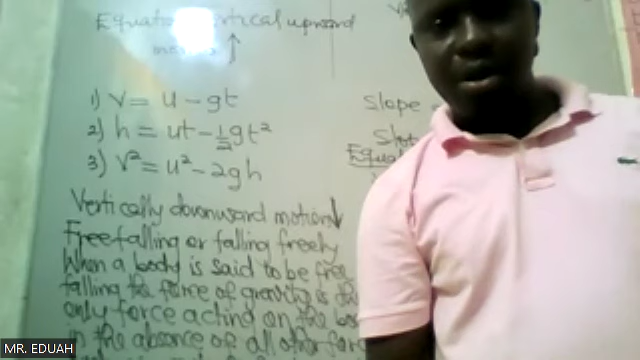 Equation vertical upward
motion ↑
1) V = u - gt
2) h = ut - ½gt²
3) V² = u² - 2gh
Vertically downward motion
Free falling or falling freely
When a body is said to be free
falling the force of gravity is the
only force acting on the
in the absence of all other
Slope
MR. EDUAH